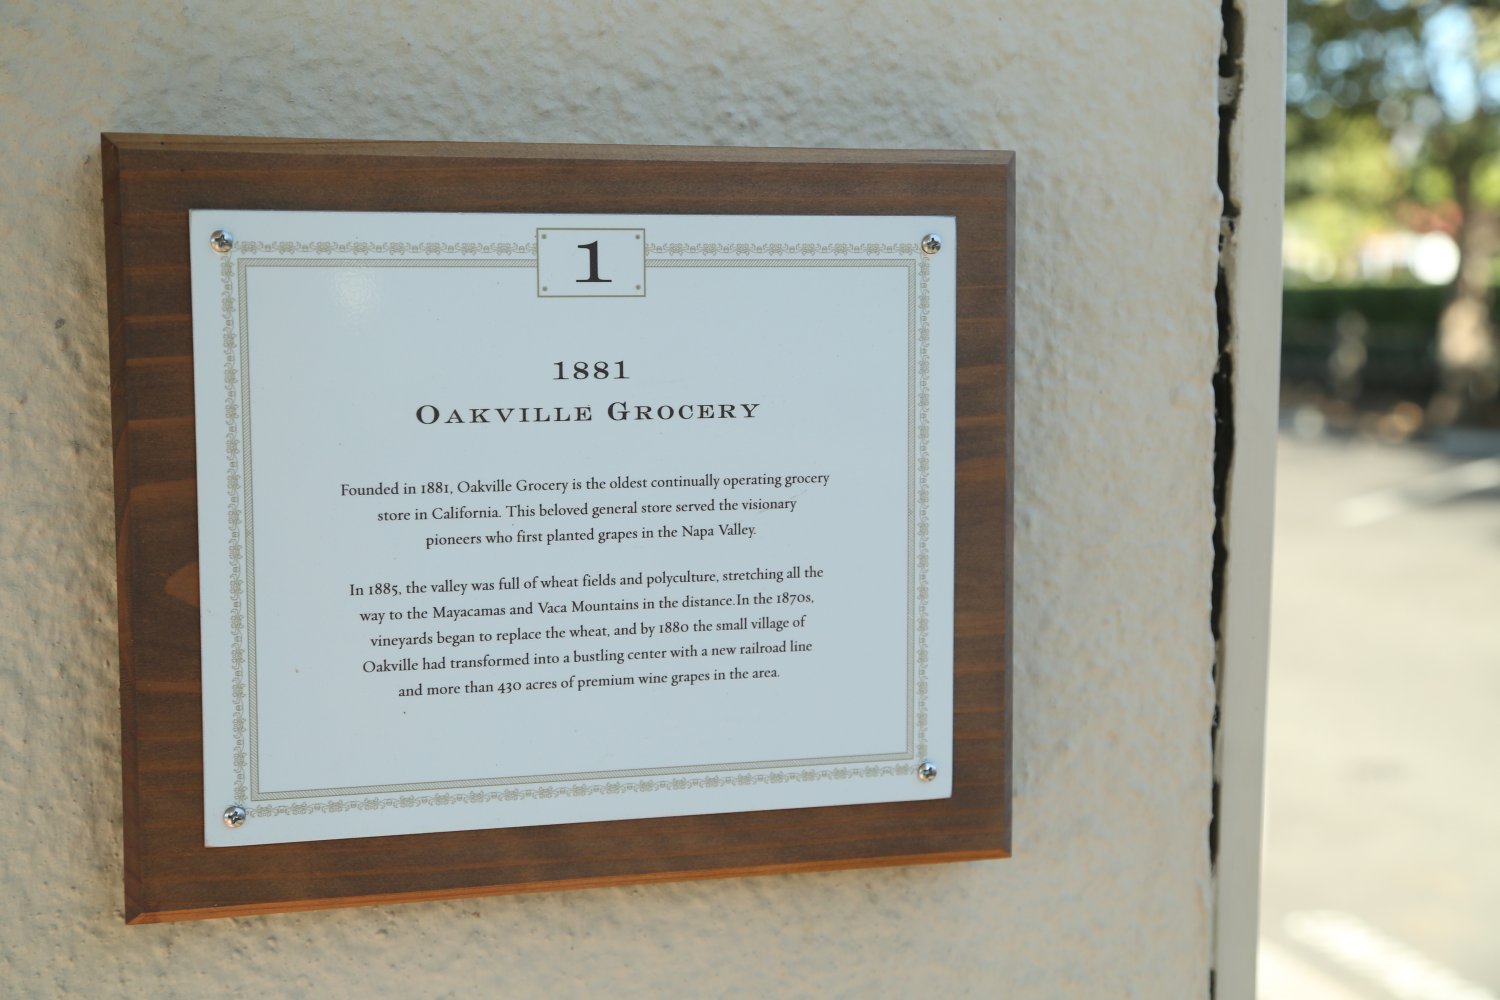 1
1881
Oakville Grocery
Founded in 1881, Oakville Grocery is the oldest continually operating grocery
store in California. This beloved general store served the visionary
pioneers who first planted grapes in the Napa Valley.
In 1885, the valley was full of wheat fields and polyculture, stretching all the
way to the Mayacamas and Vaca Mountains in the distance.In the 1870s,
vineyards began to replace the wheat, and by 1880 the small village of
Oakville had transformed into a bustling center with a new railroad line
and more than 430 acres of premium wine grapes in the area.